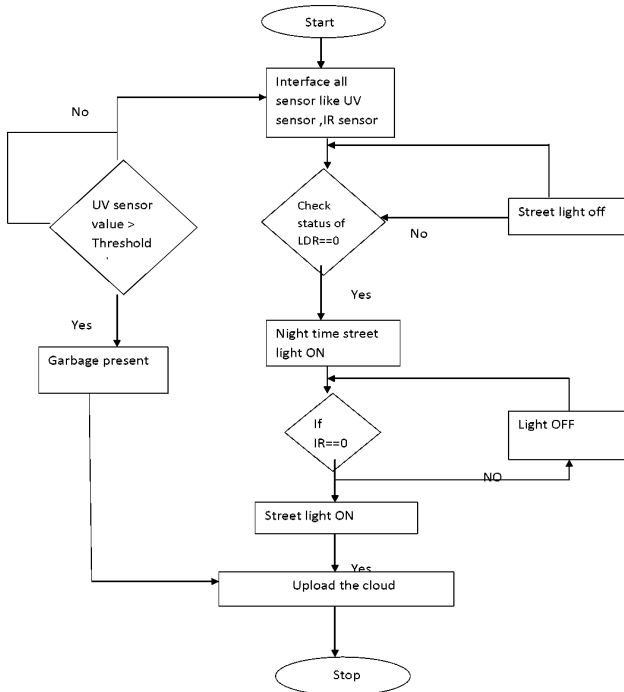 Start
Interface all
sensor like UV
sensor ,IR sensor
No
UV sensor
value >
Threshold
.
Check
status of
LDR==0
Street light off
No
Yes
Yes
Night time street
light ON
Garbage present
If
IR==0
Light OFF
NO
Street light ON
Yes
Upload the cloud
Stop